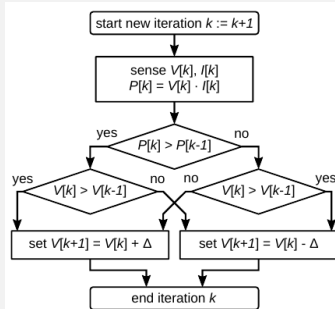 start new iteration k := k+1
sense V[k], I[k]
P[k] = V[k] · I[k]
yes
no
P[k] > P[k-1]
yes
no
no
yes
V[k] > V[k-1]
V[k] > V[k-1]
set V[k+1] = V[k] + Δ
set V[k+1] = V[k] - Δ
end iteration k